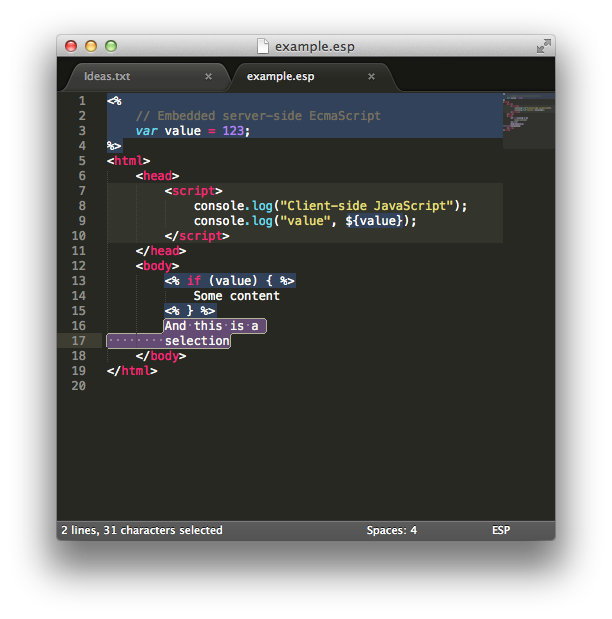 example.esp
Ideas.txt × example.esp ×
1 <%
2 // Embedded server-side EcmaScript
3 var value = 123;
4 %>
5 <html>
6 <head>
7 <script>
8 console.log("Client-side JavaScript");
9 console.log("value", ${value});
10 </script>
11 </head>
12 <body>
13 <% if (value) { %>
14 Some content
15 <% } %>
16 And this is a
17 selection
18 </body>
19 </html>
20
2 lines, 31 characters selected Spaces: 4 ESP